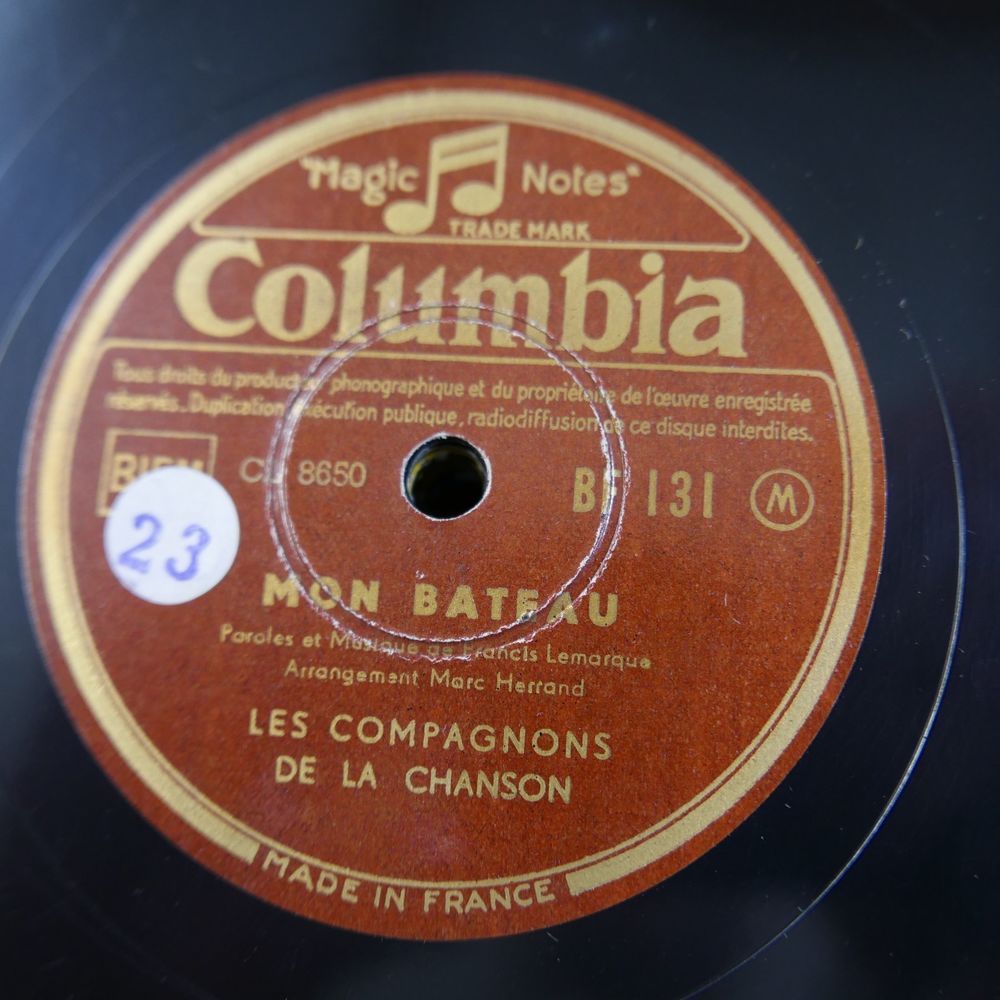 "Magic Notes"
TRADE MARK
Columbia
Tous droits du producteur phonographique et du propriétaire de l'œuvre enregistrée
réservés. Duplication exécution publique, radiodiffusion de ce disque interdites.
BIEM CL 8650 BF 131 M
23
MON BATEAU
Paroles et Musique de Francis Lemarque
Arrangement Marc Herrand
LES COMPAGNONS
DE LA CHANSON
MADE IN FRANCE